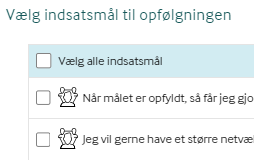 Vælg indsatsmål til opfølgningen
Vælg alle indsatsmål
Når målet er opfyldt, så får jeg gjo
Jeg vil gerne have et større netvæ